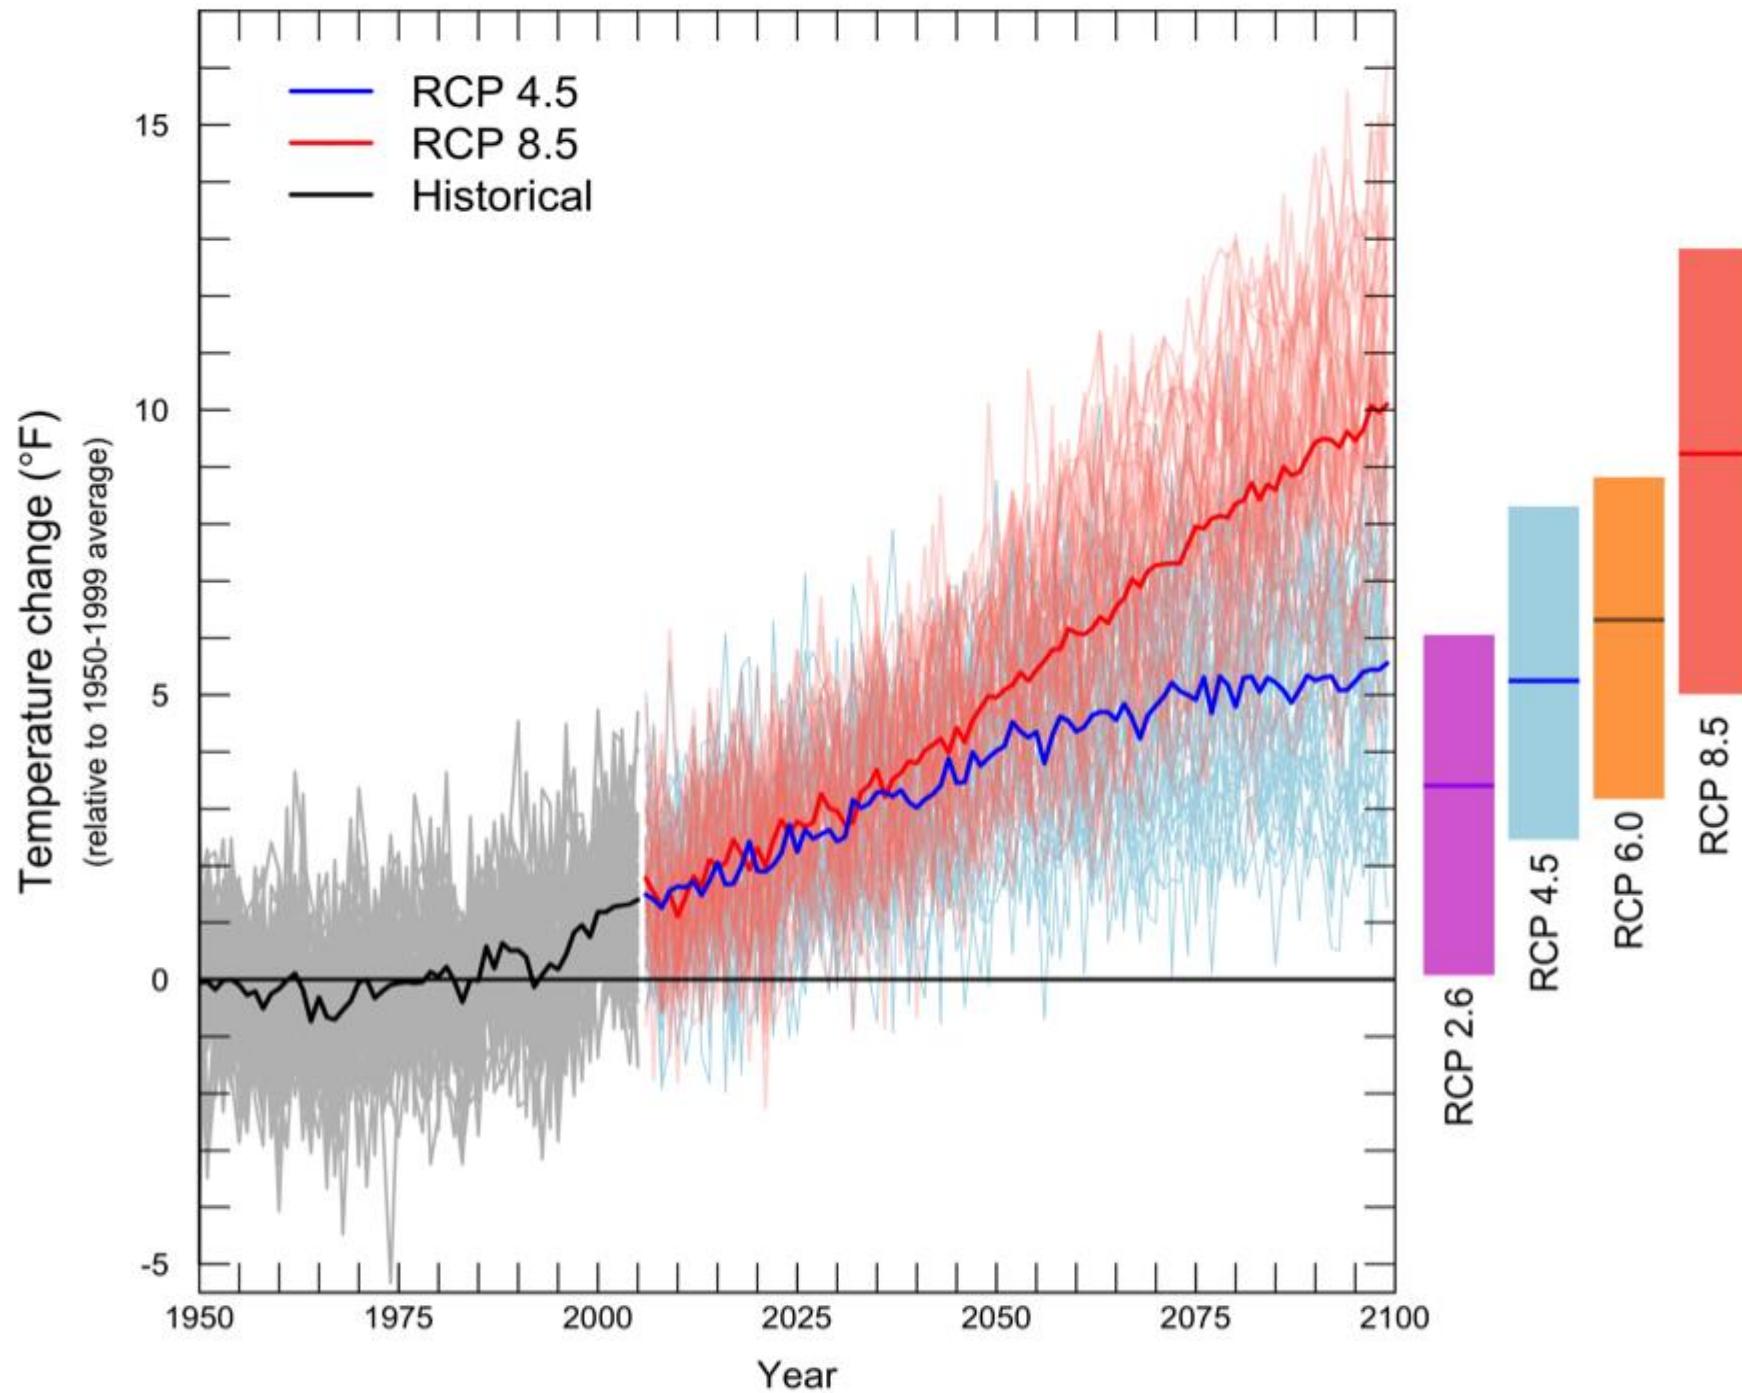 RCP 4.5
RCP 8.5
Historical
15
10
5
0
-5
Temperature change (°F)
(relative to 1950-1999 average)
1950
1975
2000
2025
2050
2075
2100
Year
RCP 2.6
RCP 4.5
RCP 6.0
RCP 8.5